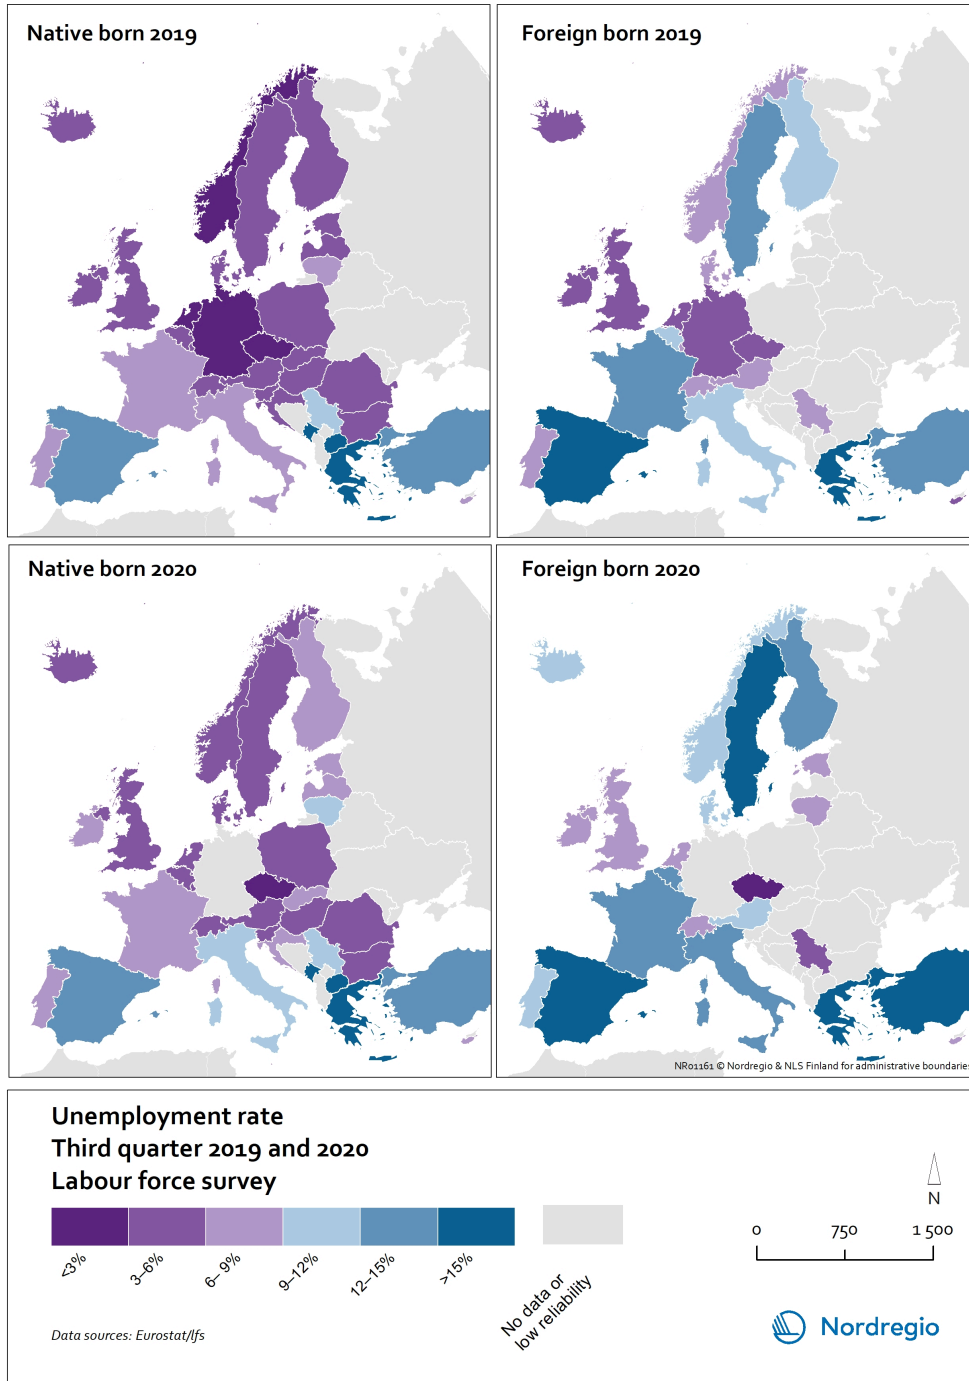 Native born 2019
Foreign born 2019
Native born 2020
Foreign born 2020
NR01161 © Nordregio & NLS Finland for administrative boundaries
Unemployment rate
Third quarter 2019 and 2020
Labour force survey
<3%
3–6%
6– 9%
9–12%
12–15%
>15%
No data or
low reliability
N
0 750 1 500
Data sources: Eurostat/lfs
Nordregio